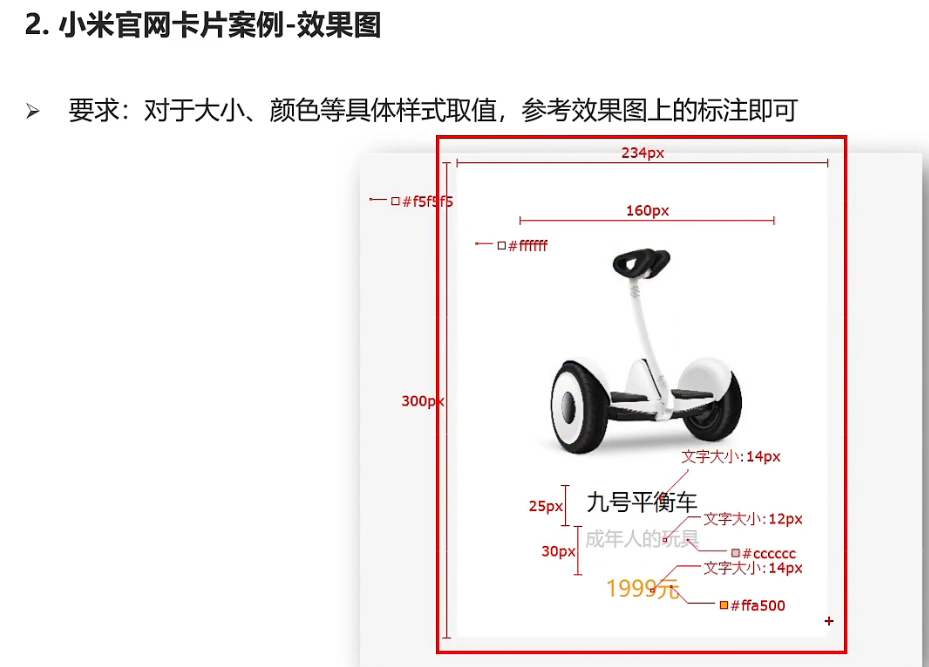 2. 小米官网卡片案例-效果图
➢ 要求：对于大小、颜色等具体样式取值，参考效果图上的标注即可
234px
#f5f5f5
160px
#ffffff
300px
文字大小:14px
25px
九号平衡车
文字大小:12px
成年人的玩具
30px
#cccccc
文字大小:14px
1999元
#ffa500